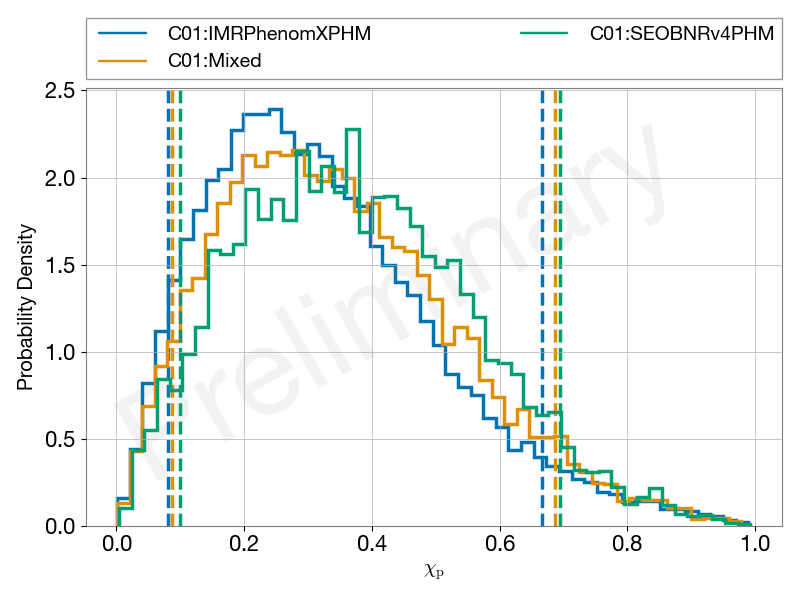 C01:IMRPhenomXPHM
C01:Mixed
C01:SEOBNRv4PHM
Preliminary
Probability Density
2.5
2.0
1.5
1.0
0.5
0.0
0.0 0.2 0.4 0.6 0.8 1.0
χp